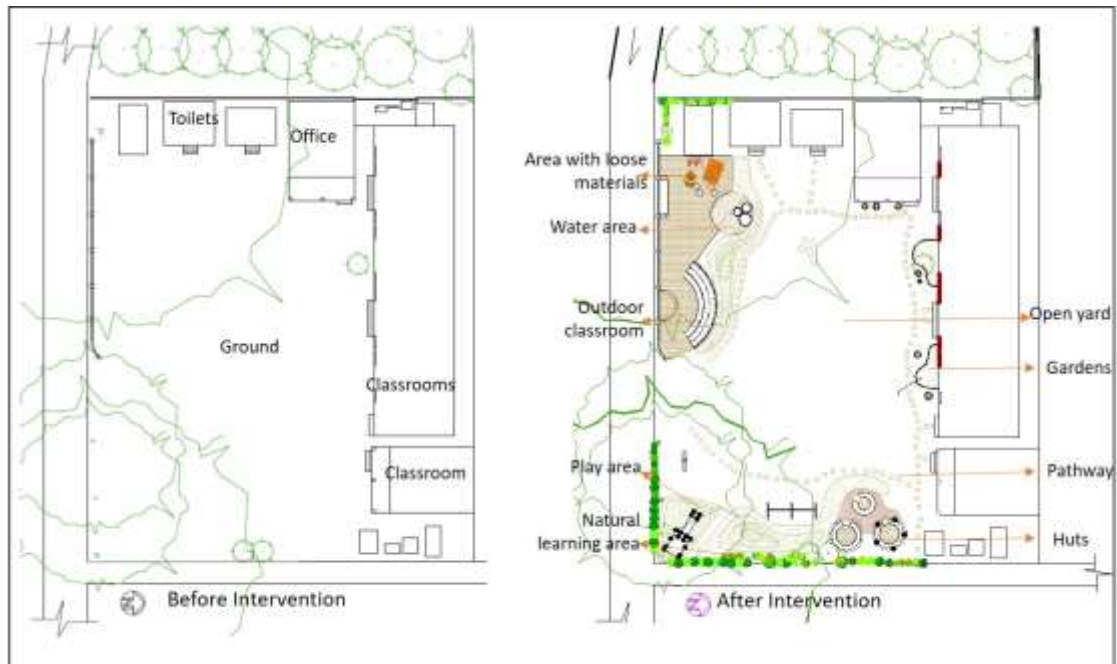 Toilets
Office
Ground
Classrooms
Classroom
Before Intervention
Area with loose
materials
Water area
Outdoor
classroom
Open yard
Gardens
Play area
Pathway
Natural
learning area
Huts
After Intervention